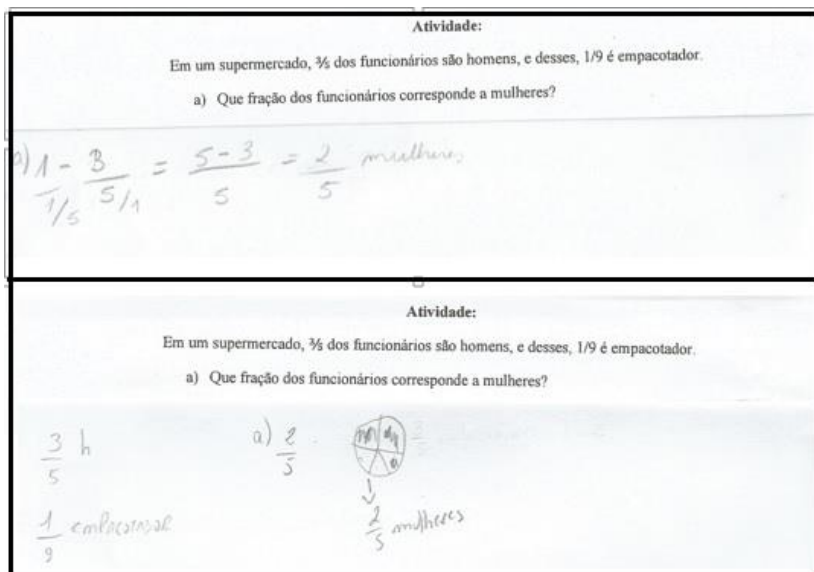 Atividade:
Em um supermercado, ⅗ dos funcionários são homens, e desses, 1/9 é empacotador.
a) Que fração dos funcionários corresponde a mulheres?
a) 1/1/5 - 3/5/1 = 5-3/5 = 2/5 mulheres
Atividade:
Em um supermercado, ⅗ dos funcionários são homens, e desses, 1/9 é empacotador.
a) Que fração dos funcionários corresponde a mulheres?
3/5 h a) 2/5
1/9 empacotador 2/5 mulheres